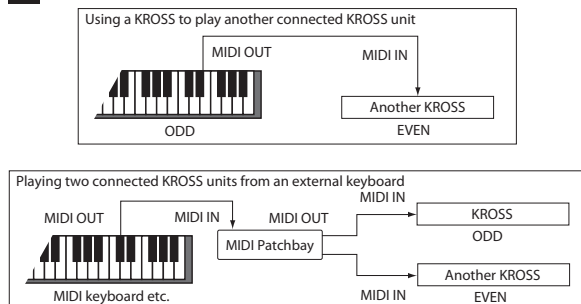 Using a KROSS to play another connected KROSS unit
MIDI OUT
MIDI IN
Another KROSS
ODD
EVEN
Playing two connected KROSS units from an external keyboard
MIDI IN
MIDI OUT
MIDI IN
MIDI OUT
KROSS
ODD
MIDI Patchbay
Another KROSS
MIDI keyboard etc.
MIDI IN
EVEN